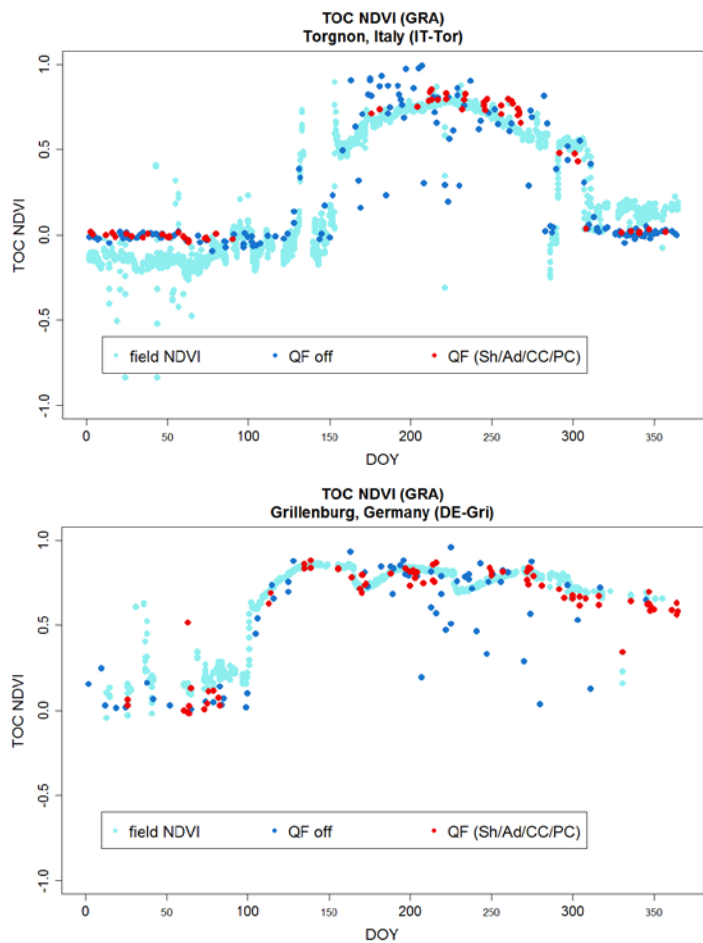 TOC NDVI (GRA)
Torgnon, Italy (IT-Tor)
TOC NDVI
1.0
0.5
0.0
-0.5
-1.0
field NDVI QF off QF (Sh/Ad/CC/PC)
0 50 100 150 200 250 300 350
DOY
TOC NDVI (GRA)
Grillenburg, Germany (DE-Gri)
TOC NDVI
1.0
0.5
0.0
-0.5
-1.0
field NDVI QF off QF (Sh/Ad/CC/PC)
0 50 100 150 200 250 300 350
DOY